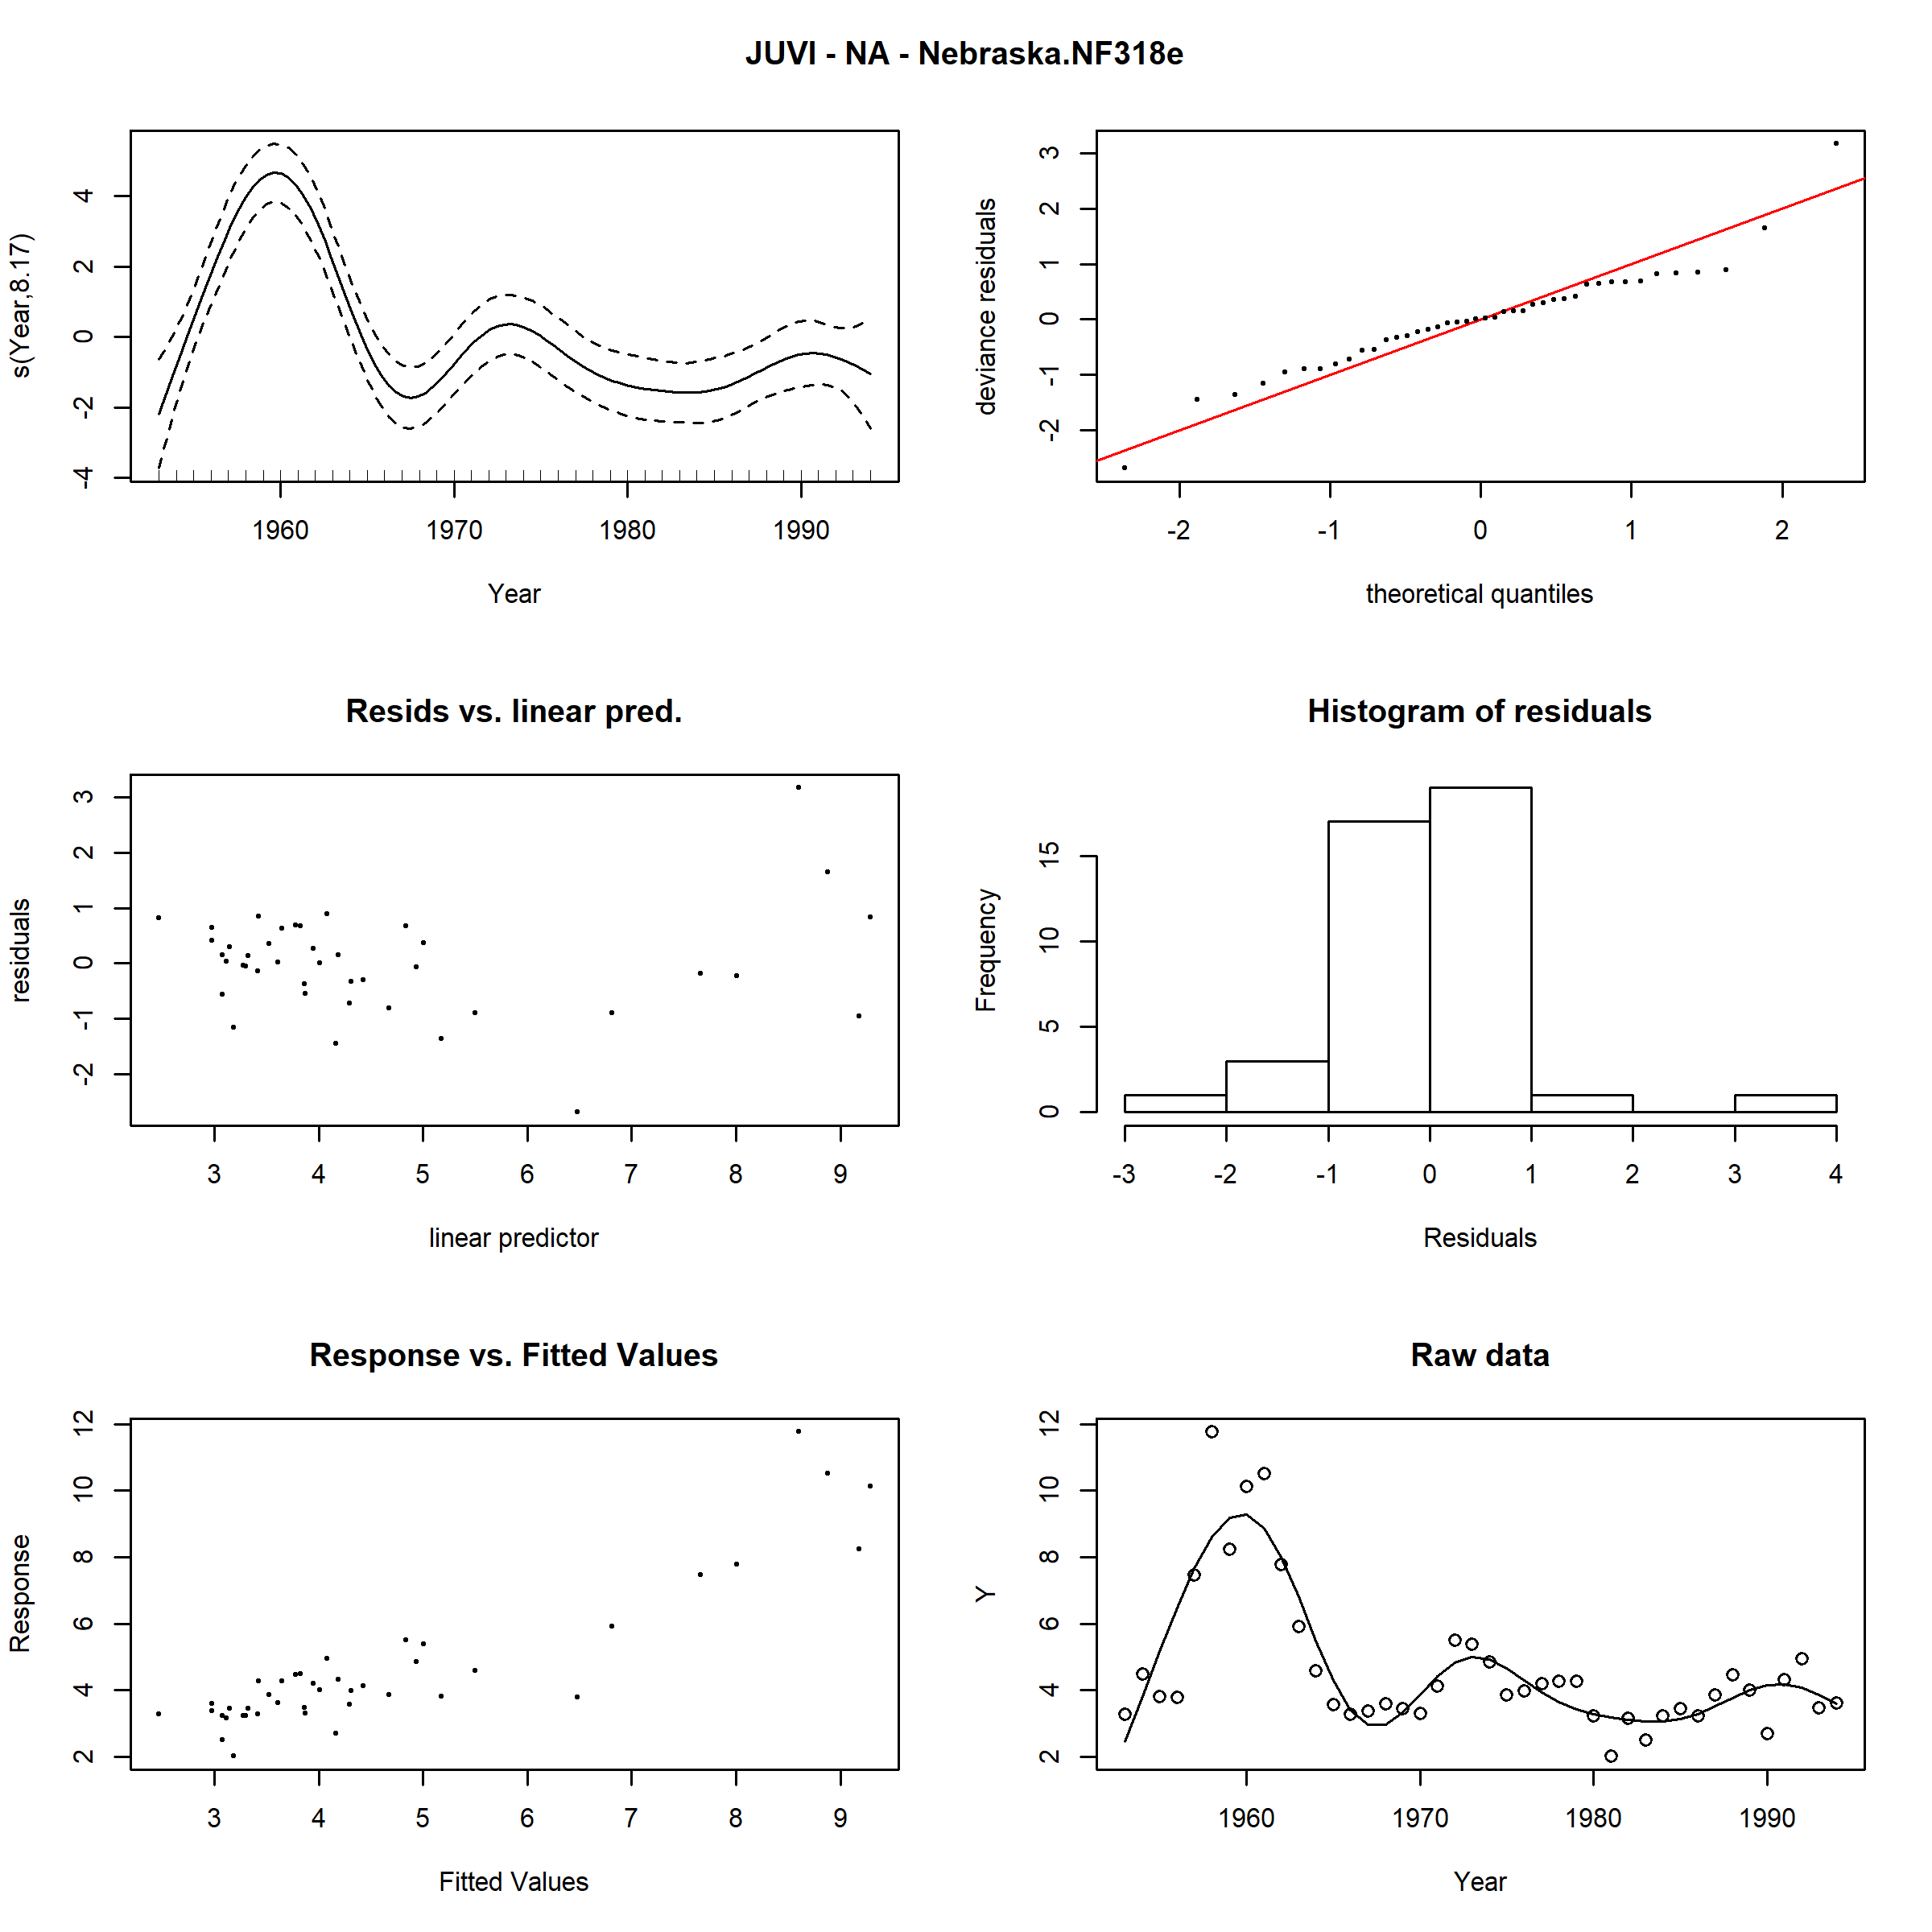 JUVI - NA - Nebraska.NF318e
s(Year,8.17)
4
2
0
-2
-4
1960 1970 1980 1990
Year
deviance residuals
3
2
1
0
-1
-2
-2 -1 0 1 2
theoretical quantiles
Resids vs. linear pred.
residuals
3
2
1
0
-1
-2
3 4 5 6 7 8 9
linear predictor
Histogram of residuals
Frequency
15
10
5
0
-3 -2 -1 0 1 2 3 4
Residuals
Response vs. Fitted Values
Response
12
10
8
6
4
2
3 4 5 6 7 8 9
Fitted Values
Raw data
Y
12
10
8
6
4
2
1960 1970 1980 1990
Year